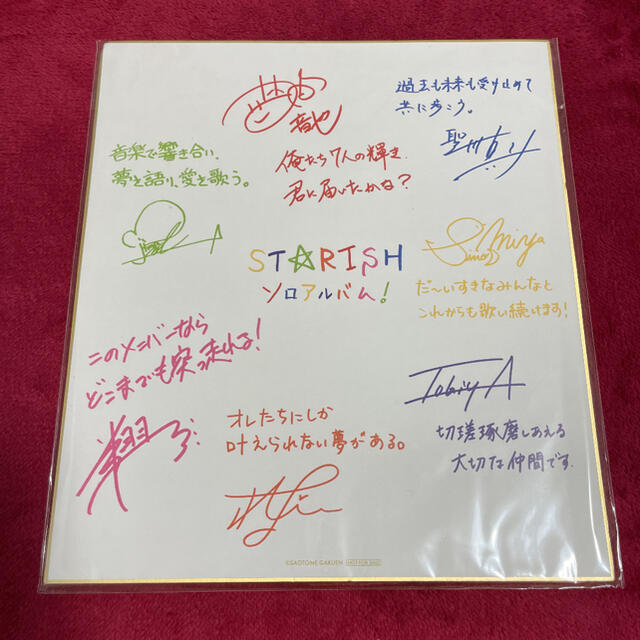 音也
俺たち7人の輝き
君に届いたかな?
過去も未来も受け止めて
共に歩こう。
聖川
音楽で響き合い、
夢を語り、愛を歌う。
ST☆RISH
ソロアルバム!
だ〜いすきなみんなと
これからも歌い続けます!
このメンバーなら
どこまでも突っ走れる!
翔
オレたちにしか
叶えられない夢がある。
切磋琢磨しあえる
大切な仲間です。
©SAOTOME GAKUEN NOT FOR SALE